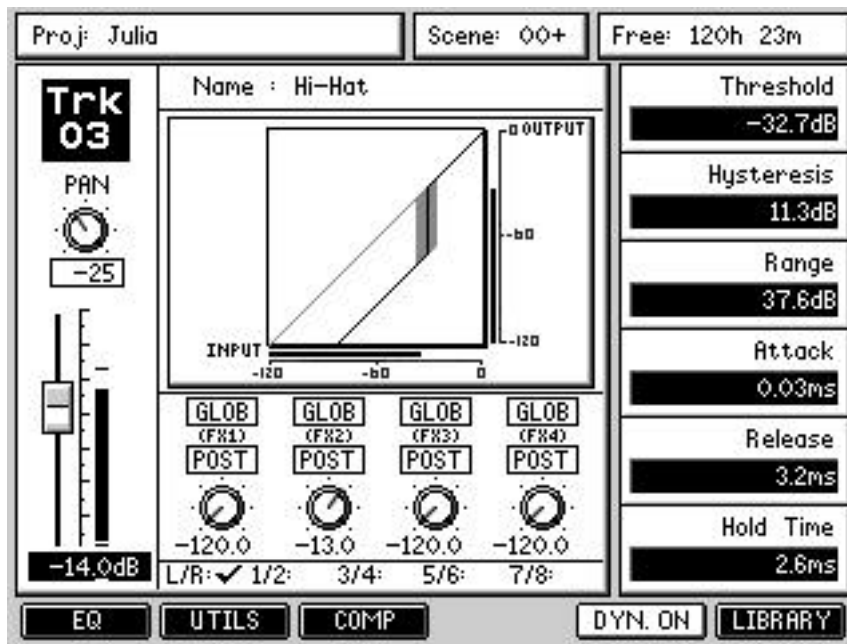 Proj: Julia
Scene: 00+
Free: 120h 23m
Trk
03
PAN
-25
-14.0dB
Name : Hi-Hat
0 OUTPUT
-60
-120
INPUT
-120 -60 0
GLOB GLOB GLOB GLOB
(FX1) (FX2) (FX3) (FX4)
POST POST POST POST
-120.0 -13.0 -120.0 -120.0
L/R:✓ 1/2: 3/4: 5/6: 7/8:
Threshold
-32.7dB
Hysteresis
11.3dB
Range
37.6dB
Attack
0.03ms
Release
3.2ms
Hold Time
2.6ms
EQ UTILS COMP DYN. ON LIBRARY